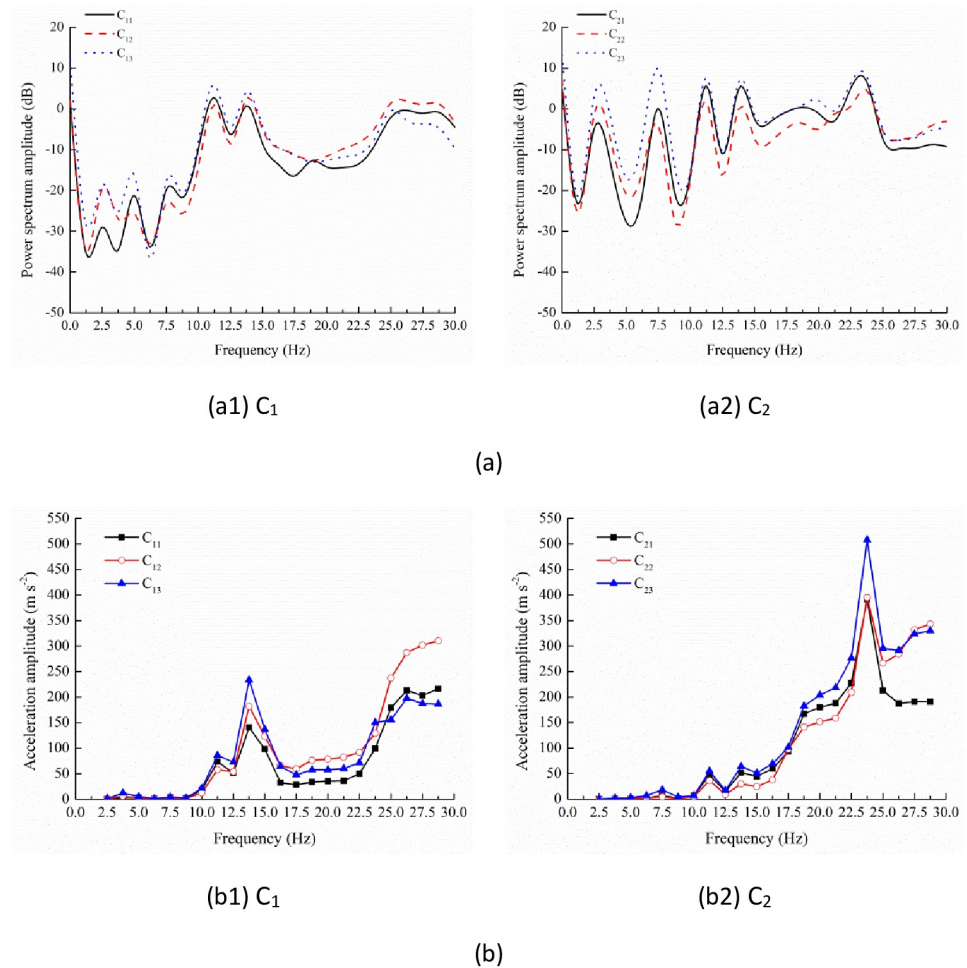 C11
C12
C13
20
10
0
-10
-20
-30
-40
-50
Power spectrum amplitude (dB)
0.0 2.5 5.0 7.5 10.0 12.5 15.0 17.5 20.0 22.5 25.0 27.5 30.0
Frequency (Hz)
(a1) C1
C21
C22
C23
20
10
0
-10
-20
-30
-40
-50
Power spectrum amplitude (dB)
0.0 2.5 5.0 7.5 10.0 12.5 15.0 17.5 20.0 22.5 25.0 27.5 30.0
Frequency (Hz)
(a2) C2
(a)
C11
C12
C13
550
500
450
400
350
300
250
200
150
100
50
0
Acceleration amplitude (m s-2)
0.0 2.5 5.0 7.5 10.0 12.5 15.0 17.5 20.0 22.5 25.0 27.5 30.0
Frequency (Hz)
(b1) C1
C21
C22
C23
550
500
450
400
350
300
250
200
150
100
50
0
Acceleration amplitude (m s-2)
0.0 2.5 5.0 7.5 10.0 12.5 15.0 17.5 20.0 22.5 25.0 27.5 30.0
Frequency (Hz)
(b2) C2
(b)